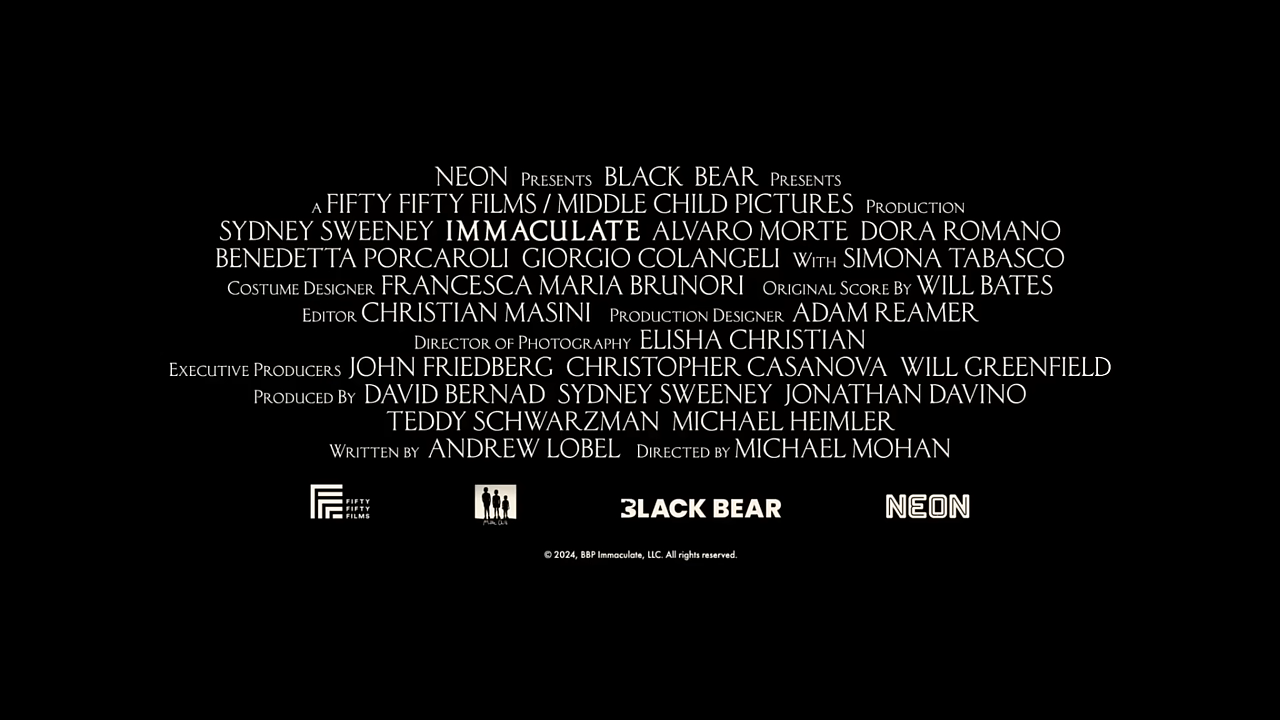 NEON PRESENTS BLACK BEAR PRESENTS
A FIFTY FIFTY FILMS / MIDDLE CHILD PICTURES PRODUCTION
SYDNEY SWEENEY IMMACULATE ALVARO MORTE DORA ROMANO
BENEDETTA PORCAROLI GIORGIO COLANGELI WITH SIMONA TABASCO
COSTUME DESIGNER FRANCESCA MARIA BRUNORI ORIGINAL SCORE BY WILL BATES
EDITOR CHRISTIAN MASINI PRODUCTION DESIGNER ADAM REAMER
DIRECTOR OF PHOTOGRAPHY ELISHA CHRISTIAN
EXECUTIVE PRODUCERS JOHN FRIEDBERG CHRISTOPHER CASANOVA WILL GREENFIELD
PRODUCED BY DAVID BERNAD SYDNEY SWEENEY JONATHAN DAVINO
TEDDY SCHWARZMAN MICHAEL HEIMLER
WRITTEN BY ANDREW LOBEL DIRECTED BY MICHAEL MOHAN
FIFTY
FIFTY
FILMS
BLACK BEAR
NEON
© 2024, BBP Immaculate, LLC. All rights reserved.